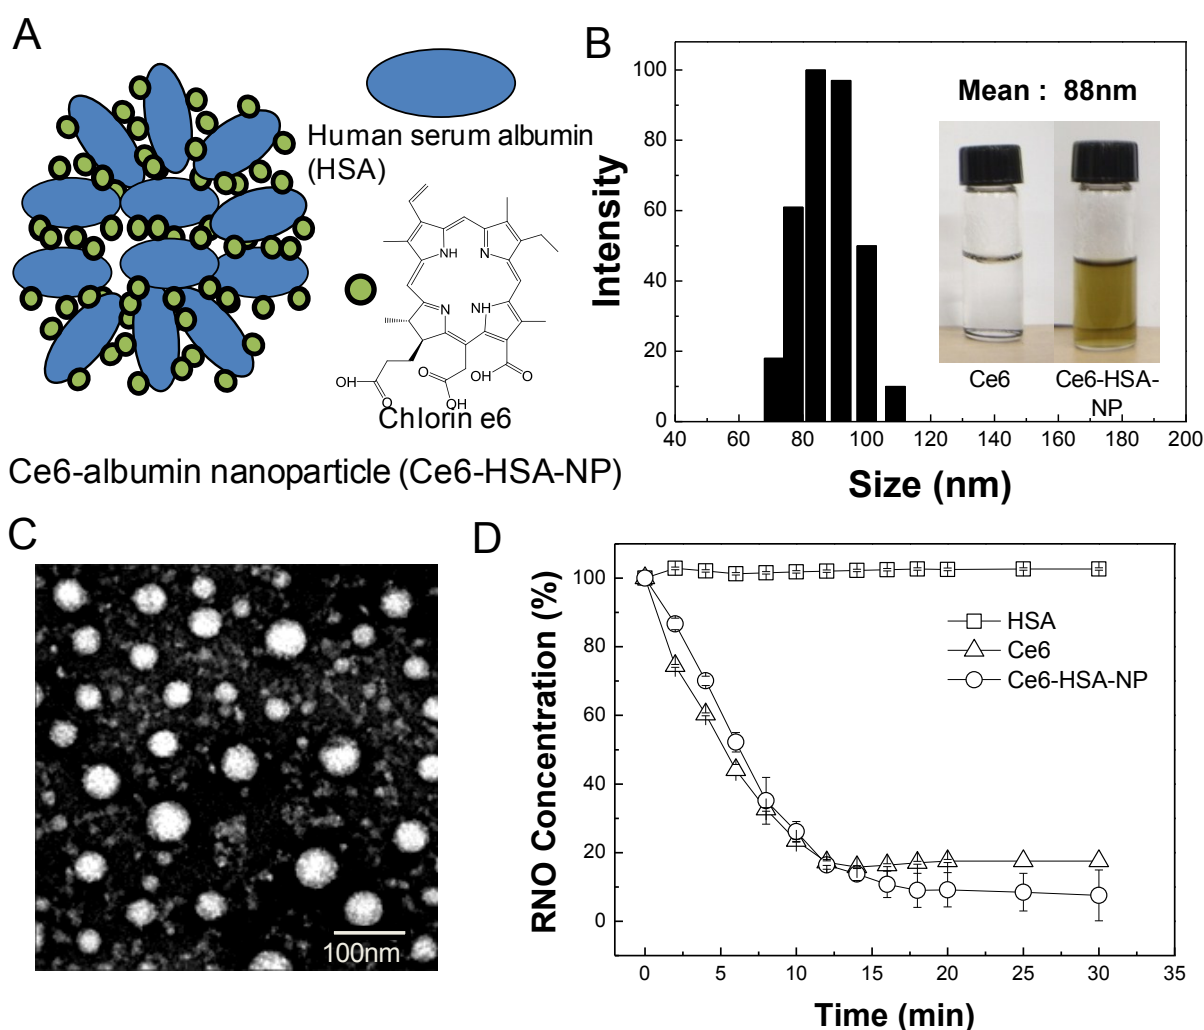 A
Human serum albumin
(HSA)
NH
N
N
NH
OH
O
O
OH
OH
O
Chlorin e6
Ce6-albumin nanoparticle (Ce6-HSA-NP)
B
Mean : 88nm
Intensity
100
80
60
40
20
0
40 60 80 100 120 140 160 180 200
Size (nm)
Ce6
Ce6-HSA-
NP
C
100nm
D
RNO Concentration (%)
100
80
60
40
20
0
0 5 10 15 20 25 30 35
Time (min)
HSA
Ce6
Ce6-HSA-NP